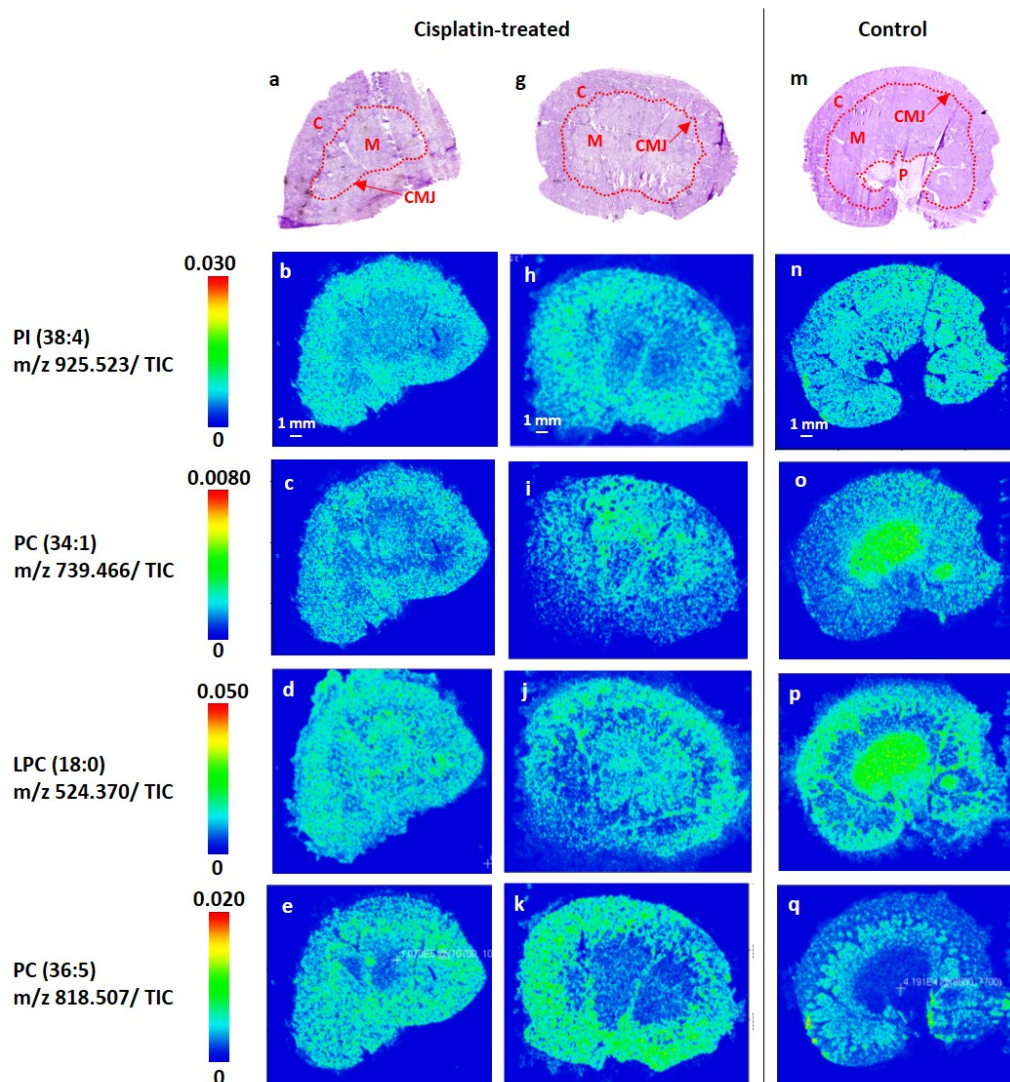 Cisplatin-treated
Control
a
C
M
CMJ
g
C
M
CMJ
m
C
M
CMJ
P
0.030
PI (38:4)
m/z 925.523/ TIC
0
b
1 mm
h
1 mm
n
1 mm
0.0080
PC (34:1)
m/z 739.466/ TIC
0
c
i
o
0.050
LPC (18:0)
m/z 524.370/ TIC
0
d
j
p
0.020
PC (36:5)
m/z 818.507/ TIC
0
e
k
q